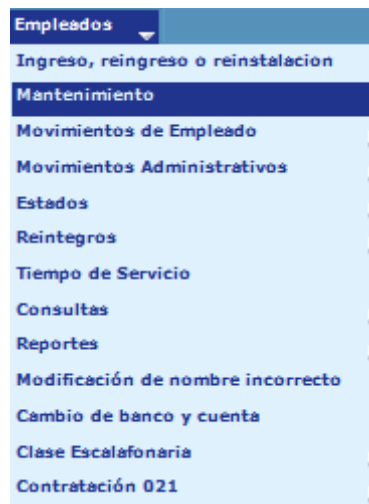 Empleados
Ingreso, reingreso o reinstalacion
Mantenimiento
Movimientos de Empleado
Movimientos Administrativos
Estados
Reintegros
Tiempo de Servicio
Consultas
Reportes
Modificación de nombre incorrecto
Cambio de banco y cuenta
Clase Escalafonaria
Contratación 021